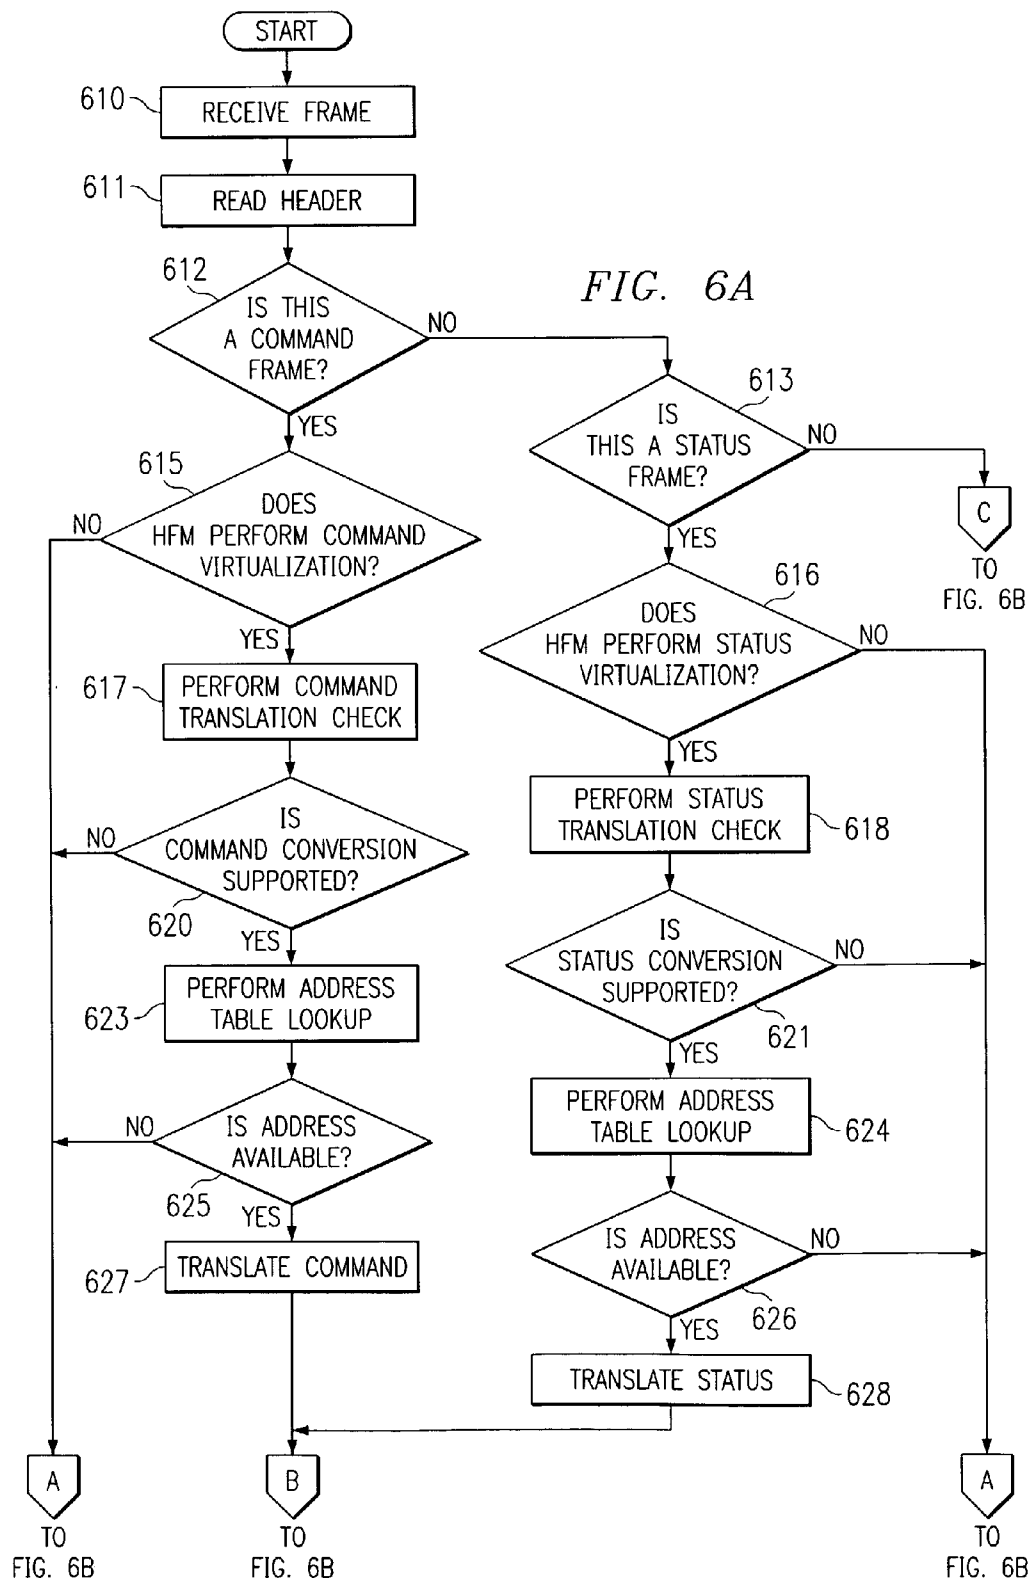 START
610
RECEIVE FRAME
611
READ HEADER
612
IS THIS
A COMMAND
FRAME?
NO
YES
FIG. 6A
613
IS
THIS A STATUS
FRAME?
NO
YES
C
TO
FIG. 6B
615
DOES
HFM PERFORM COMMAND
VIRTUALIZATION?
NO
YES
616
DOES
HFM PERFORM STATUS
VIRTUALIZATION?
NO
YES
617
PERFORM COMMAND
TRANSLATION CHECK
PERFORM STATUS
TRANSLATION CHECK
618
IS
COMMAND CONVERSION
SUPPORTED?
NO
620
YES
IS
STATUS CONVERSION
SUPPORTED?
NO
621
YES
623
PERFORM ADDRESS
TABLE LOOKUP
PERFORM ADDRESS
TABLE LOOKUP
624
IS ADDRESS
AVAILABLE?
NO
625
YES
IS ADDRESS
AVAILABLE?
NO
626
YES
627
TRANSLATE COMMAND
TRANSLATE STATUS
628
A
TO
FIG. 6B
B
TO
FIG. 6B
A
TO
FIG. 6B